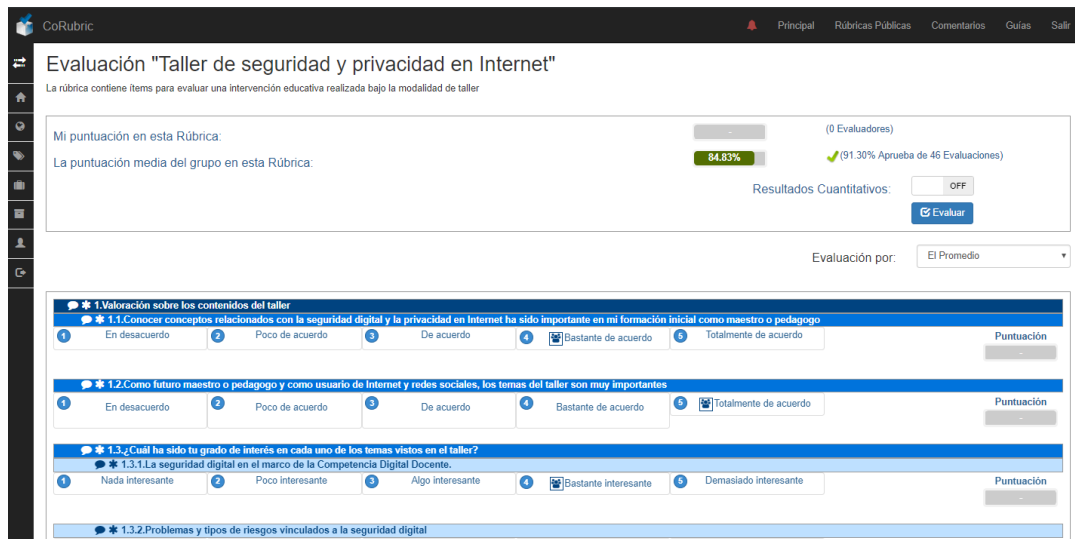 CoRubric
Principal Rúbricas Públicas Comentarios Guías Salir
Evaluación "Taller de seguridad y privacidad en Internet"
La rúbrica contiene ítems para evaluar una intervención educativa realizada bajo la modalidad de taller
Mi puntuación en esta Rúbrica: - (0 Evaluadores)
La puntuación media del grupo en esta Rúbrica: 84.83% (91.30% Aprueba de 46 Evaluaciones)
Resultados Cuantitativos: OFF
Evaluar
Evaluación por: El Promedio
1.Valoración sobre los contenidos del taller
1.1.Conocer conceptos relacionados con la seguridad digital y la privacidad en Internet ha sido importante en mi formación inicial como maestro o pedagogo
1 En desacuerdo 2 Poco de acuerdo 3 De acuerdo 4 Bastante de acuerdo 5 Totalmente de acuerdo Puntuación
-
1.2.Como futuro maestro o pedagogo y como usuario de Internet y redes sociales, los temas del taller son muy importantes
1 En desacuerdo 2 Poco de acuerdo 3 De acuerdo 4 Bastante de acuerdo 5 Totalmente de acuerdo Puntuación
-
1.3.¿Cuál ha sido tu grado de interés en cada uno de los temas vistos en el taller?
1.3.1.La seguridad digital en el marco de la Competencia Digital Docente.
1 Nada interesante 2 Poco interesante 3 Algo interesante 4 Bastante interesante 5 Demasiado interesante Puntuación
-
1.3.2.Problemas y tipos de riesgos vinculados a la seguridad digital